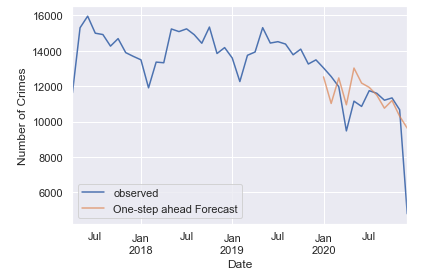 16000
14000
12000
10000
8000
6000
Number of Crimes
observed
One-step ahead Forecast
Jul Jan Jul Jan Jul Jan Jul
2018 2019 2020
Date